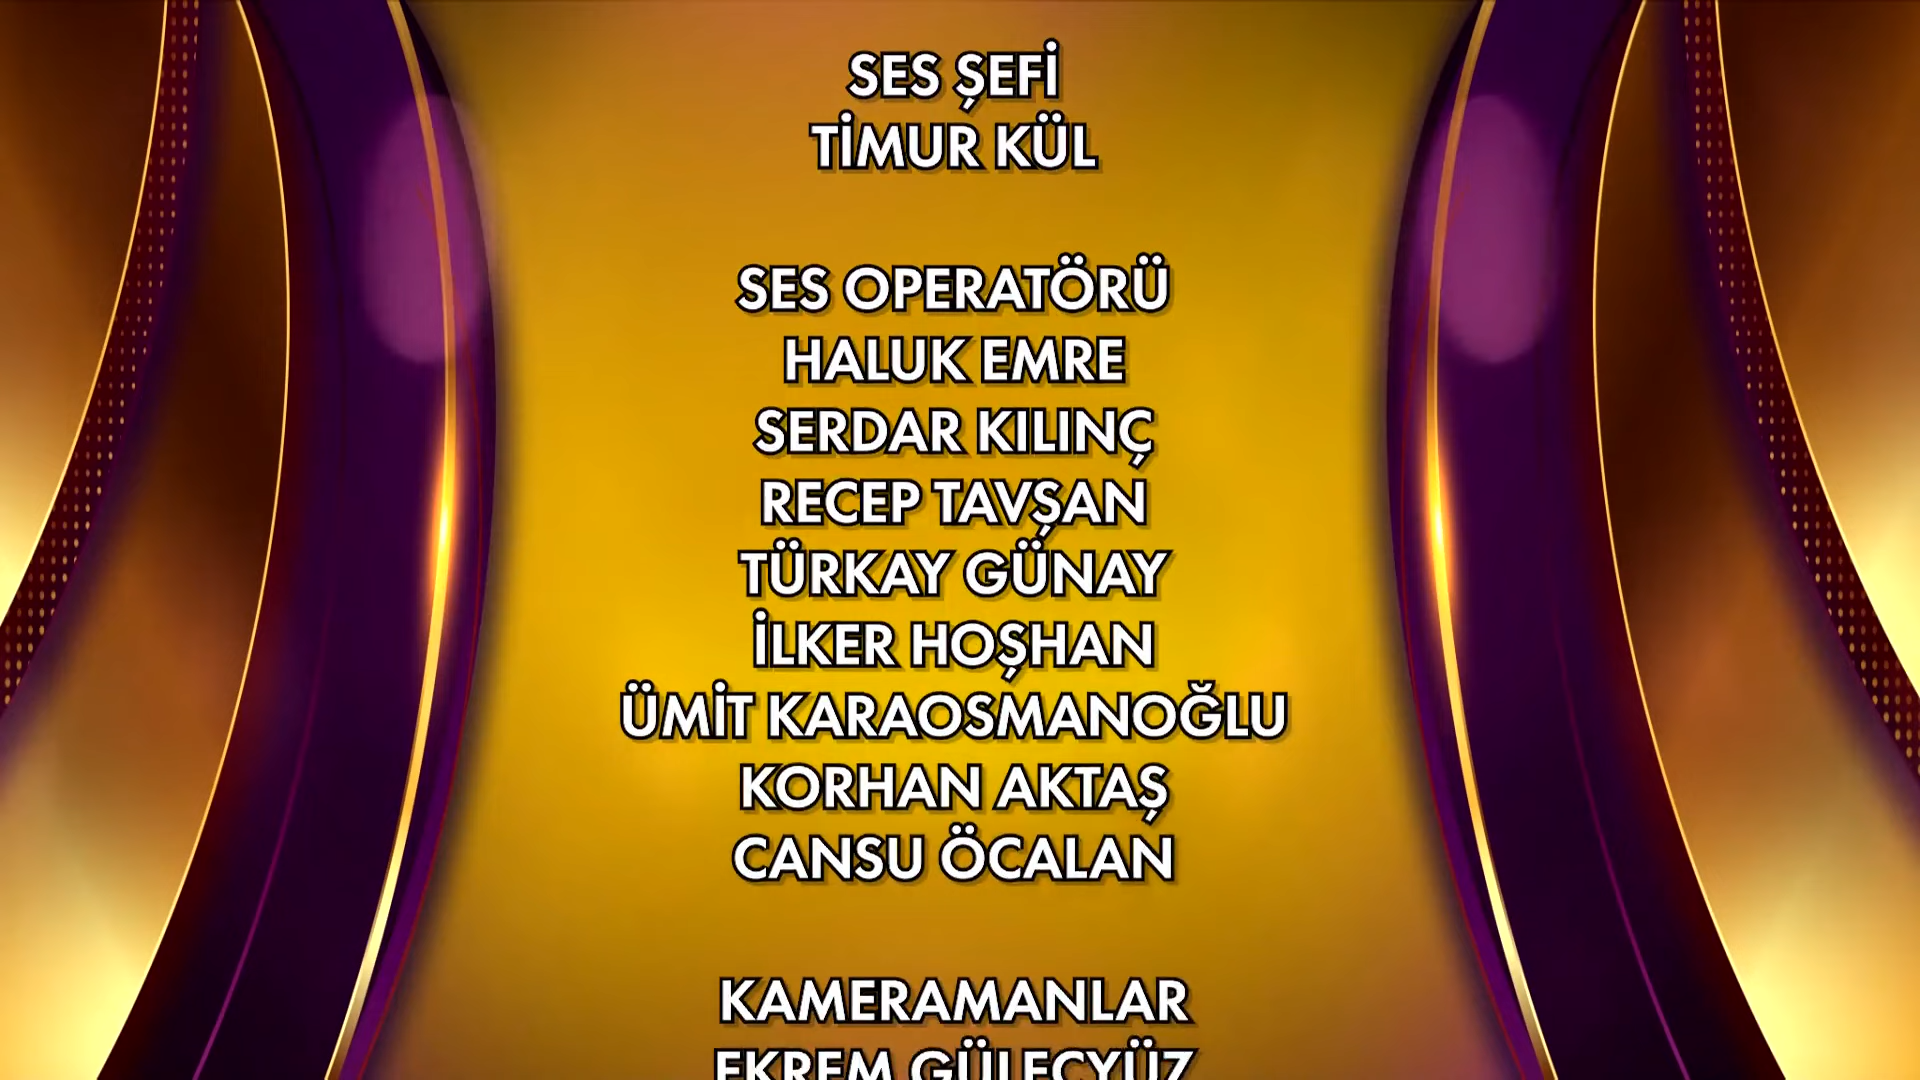 SES ŞEFİ
TİMUR KÜL
SES OPERATÖRÜ
HALUK EMRE
SERDAR KILINÇ
RECEP TAVŞAN
TÜRKAY GÜNAY
İLKER HOŞHAN
ÜMİT KARAOSMANOĞLU
KORHAN AKTAŞ
CANSU ÖCALAN
KAMERAMANLAR
EKREM